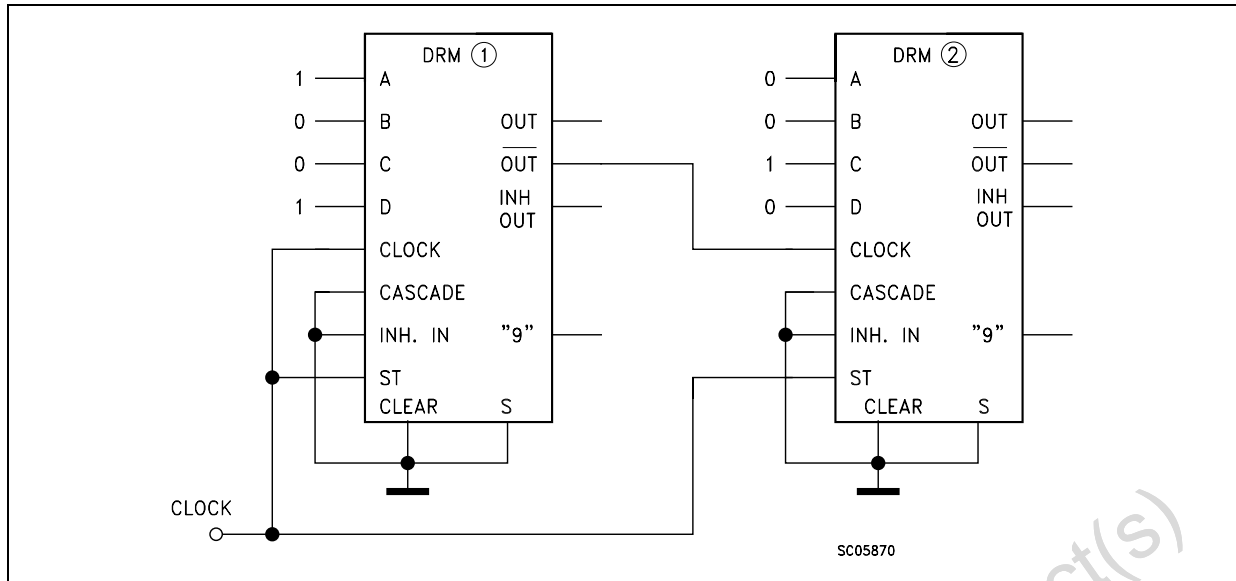 DRM ①
1 A
0 B OUT
0 C OUT
1 D INH OUT
CLOCK
CASCADE
INH. IN "9"
ST
CLEAR S
DRM ②
0 A
0 B OUT
1 C OUT
0 D INH OUT
CLOCK
CASCADE
INH. IN "9"
ST
CLEAR S
CLOCK
SC05870
ct(s)